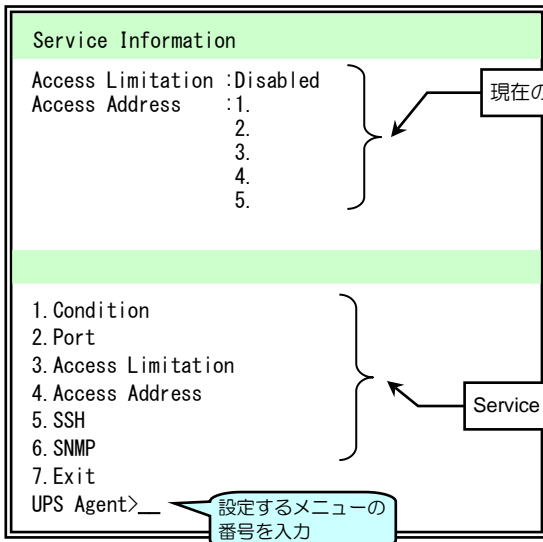 Service Information
Access Limitation :Disabled
Access Address :1.
2.
3.
4.
5.
現在の
1.Condition
2.Port
3.Access Limitation
4.Access Address
5.SSH
6.SNMP
7.Exit
Service
UPS Agent>__
設定するメニューの
番号を入力